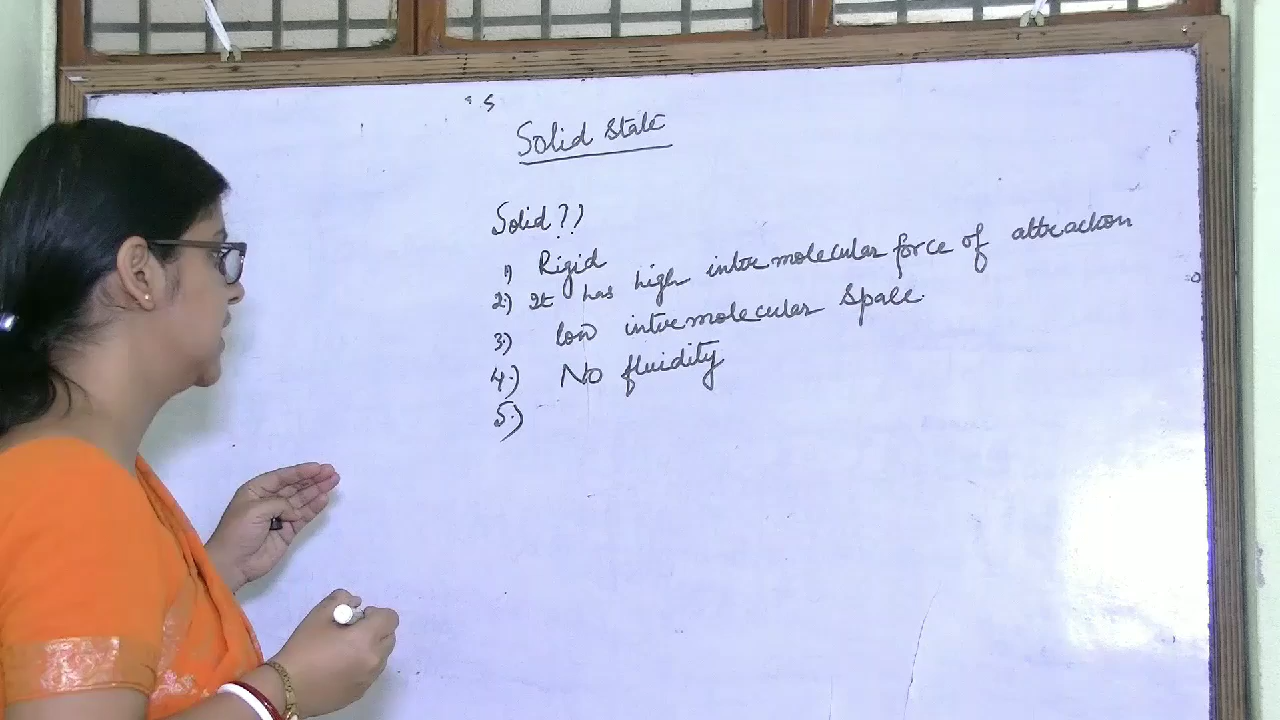 Solid State
Solid ??
1) Rigid
2.) It has high intermolecular force of attraction
3.) low intermolecular space
4.) No fluidity
5.)